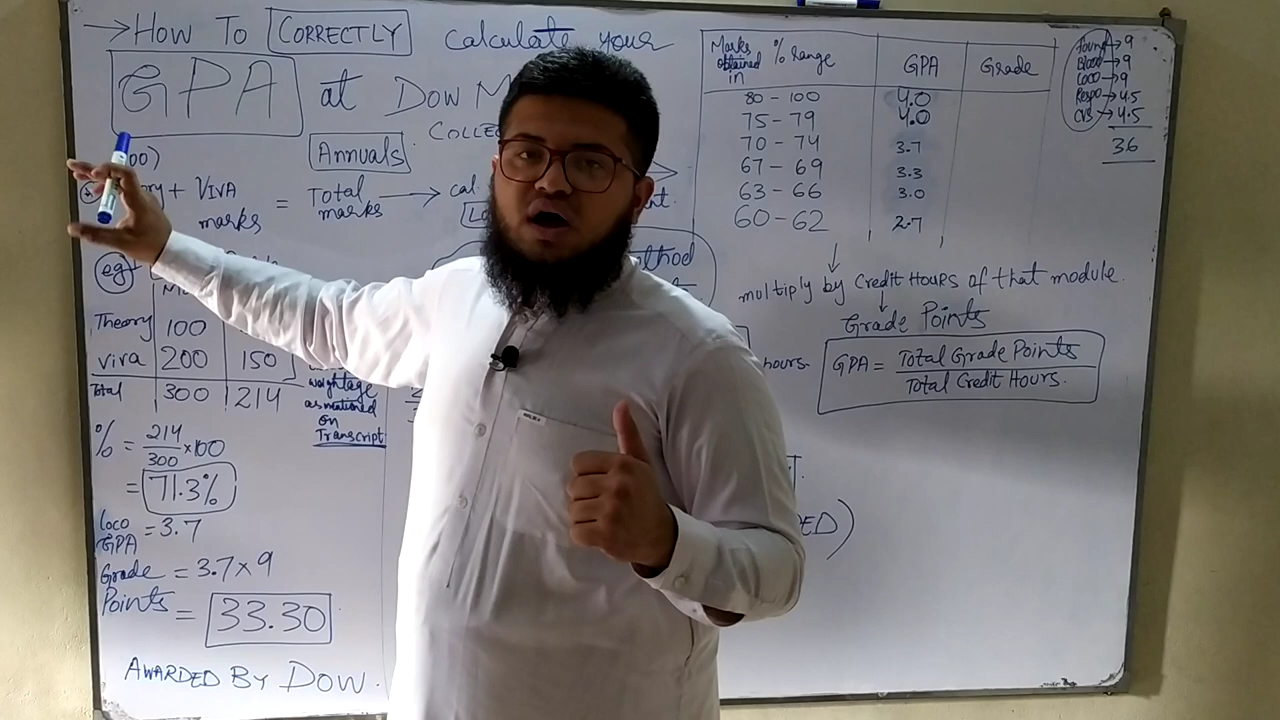 → HOW TO CORRECTLY calculate your
GPA at DOW M
COLLE
Annuals
+ VIVA marks = Total marks → cal
eg
Theory 100
viva 200 150
Total 300 214
weightage
as mentioned
on
Transcript
% = 214/300 × 100
= 71.3%
Loco GPA = 3.7
Grade Points = 3.7 × 9
= 33.30
AWARDED BY DOW.
Marks obtained in % Range GPA Grade
80 - 100 4.0
75 - 79 4.0
70 - 74 3.7
67 - 69 3.3
63 - 66 3.0
60 - 62 2.7
↓
multiply by Credit Hours of that module.
↓
Grade Points
hours.
GPA = Total Grade Points / Total Credit Hours.
Found → 9
Blood → 9
Loco → 9
Respo → 4.5
CVS → 4.5
36